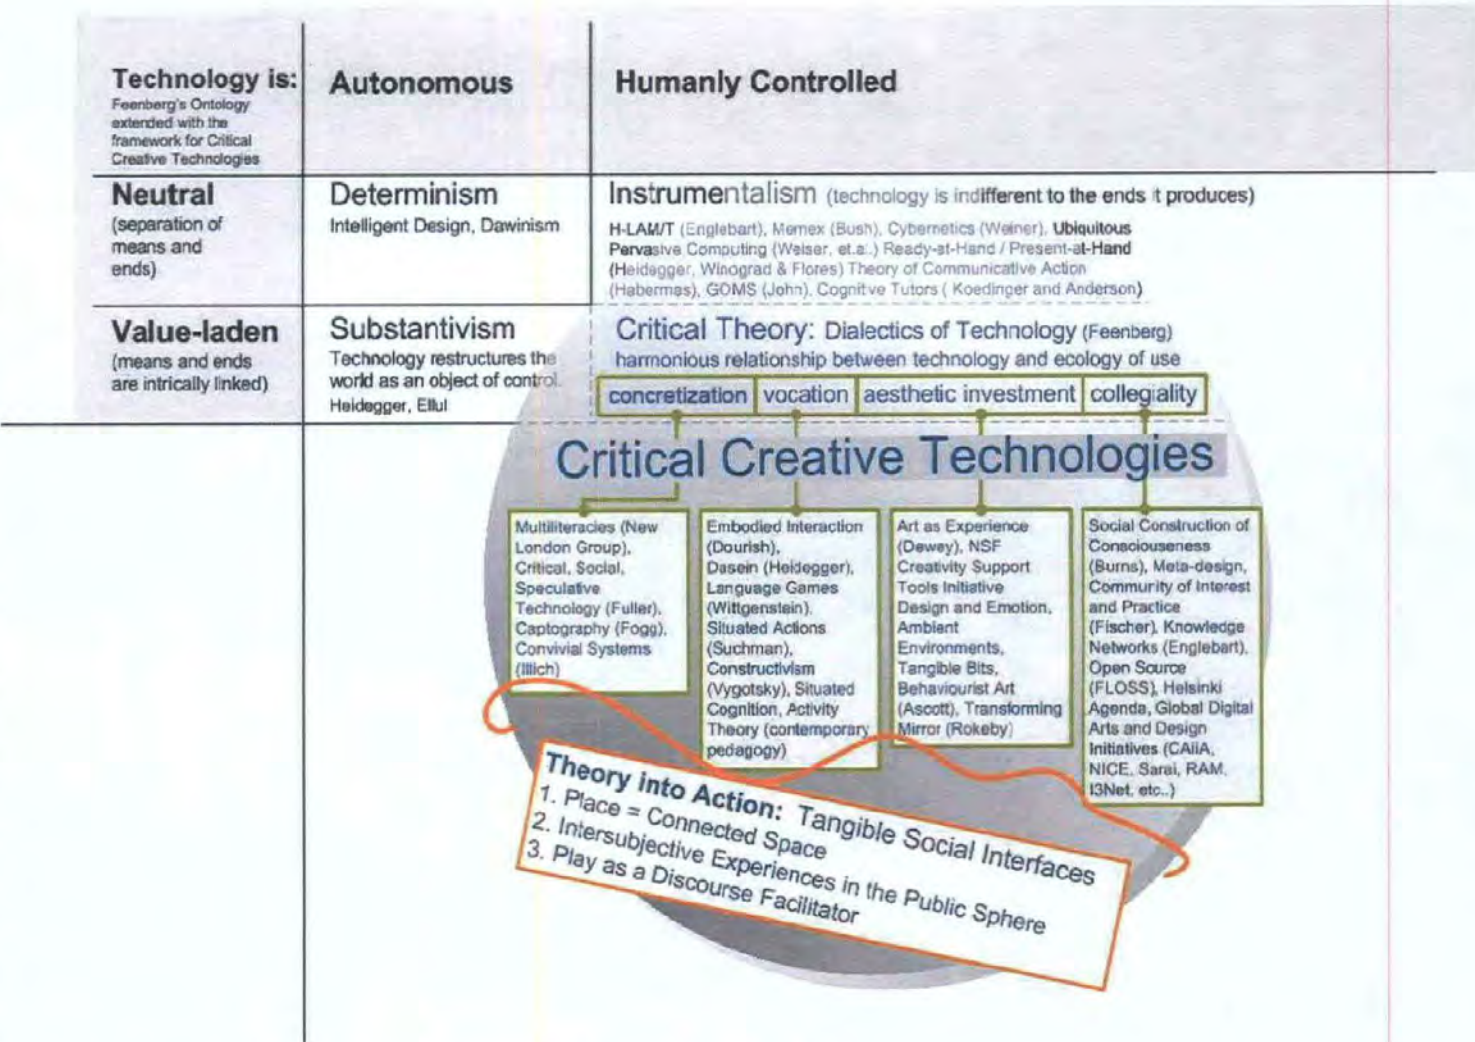 Technology is:
Feenberg's Ontology
extended with the
framework for Critical
Creative Technologies
Autonomous
Humanly Controlled
Neutral
(separation of
means and
ends)
Determinism
Intelligent Design, Dawinism
Instrumentalism (technology is indifferent to the ends it produces)
H-LAM/T (Englebart), Memex (Bush), Cybernetics (Weiner), Ubiquitous
Pervasive Computing (Weiser, et.a..) Ready-at-Hand / Present-at-Hand
(Heidegger, Winograd & Flores) Theory of Communicative Action
(Habermas), GOMS (John), Cognitve Tutors ( Koedinger and Anderson)
Value-laden
(means and ends
are intrically linked)
Substantivism
Technology restructures the
world as an object of control.
Heidegger, Ellul
Critical Theory: Dialectics of Technology (Feenberg)
harmonious relationship between technology and ecology of use
concretization vocation aesthetic investment collegiality
Critical Creative Technologies
Multiliteracies (New
London Group),
Critical, Social,
Speculative
Technology (Fuller),
Captography (Fogg),
Convivial Systems
(Illich)
Embodied Interaction
(Dourish),
Dasein (Heidegger),
Language Games
(Wittgenstein),
Situated Actions
(Suchman),
Constructivism
(Vygotsky), Situated
Cognition, Activity
Theory (contemporary
pedagogy)
Art as Experience
(Dewey), NSF
Creativity Support
Tools Initiative
Design and Emotion,
Ambient
Environments,
Tangible Bits,
Behaviourist Art
(Ascott), Transforming
Mirror (Rokeby)
Social Construction of
Consciouseness
(Burns), Meta-design,
Community of Interest
and Practice
(Fischer), Knowledge
Networks (Englebart),
Open Source
(FLOSS), Helsinki
Agenda, Global Digital
Arts and Design
Initiatives (CAiiA,
NICE, Sarai, RAM,
I3Net, etc..)
Theory into Action: Tangible Social Interfaces
1. Place = Connected Space
2. Intersubjective Experiences in the Public Sphere
3. Play as a Discourse Facilitator